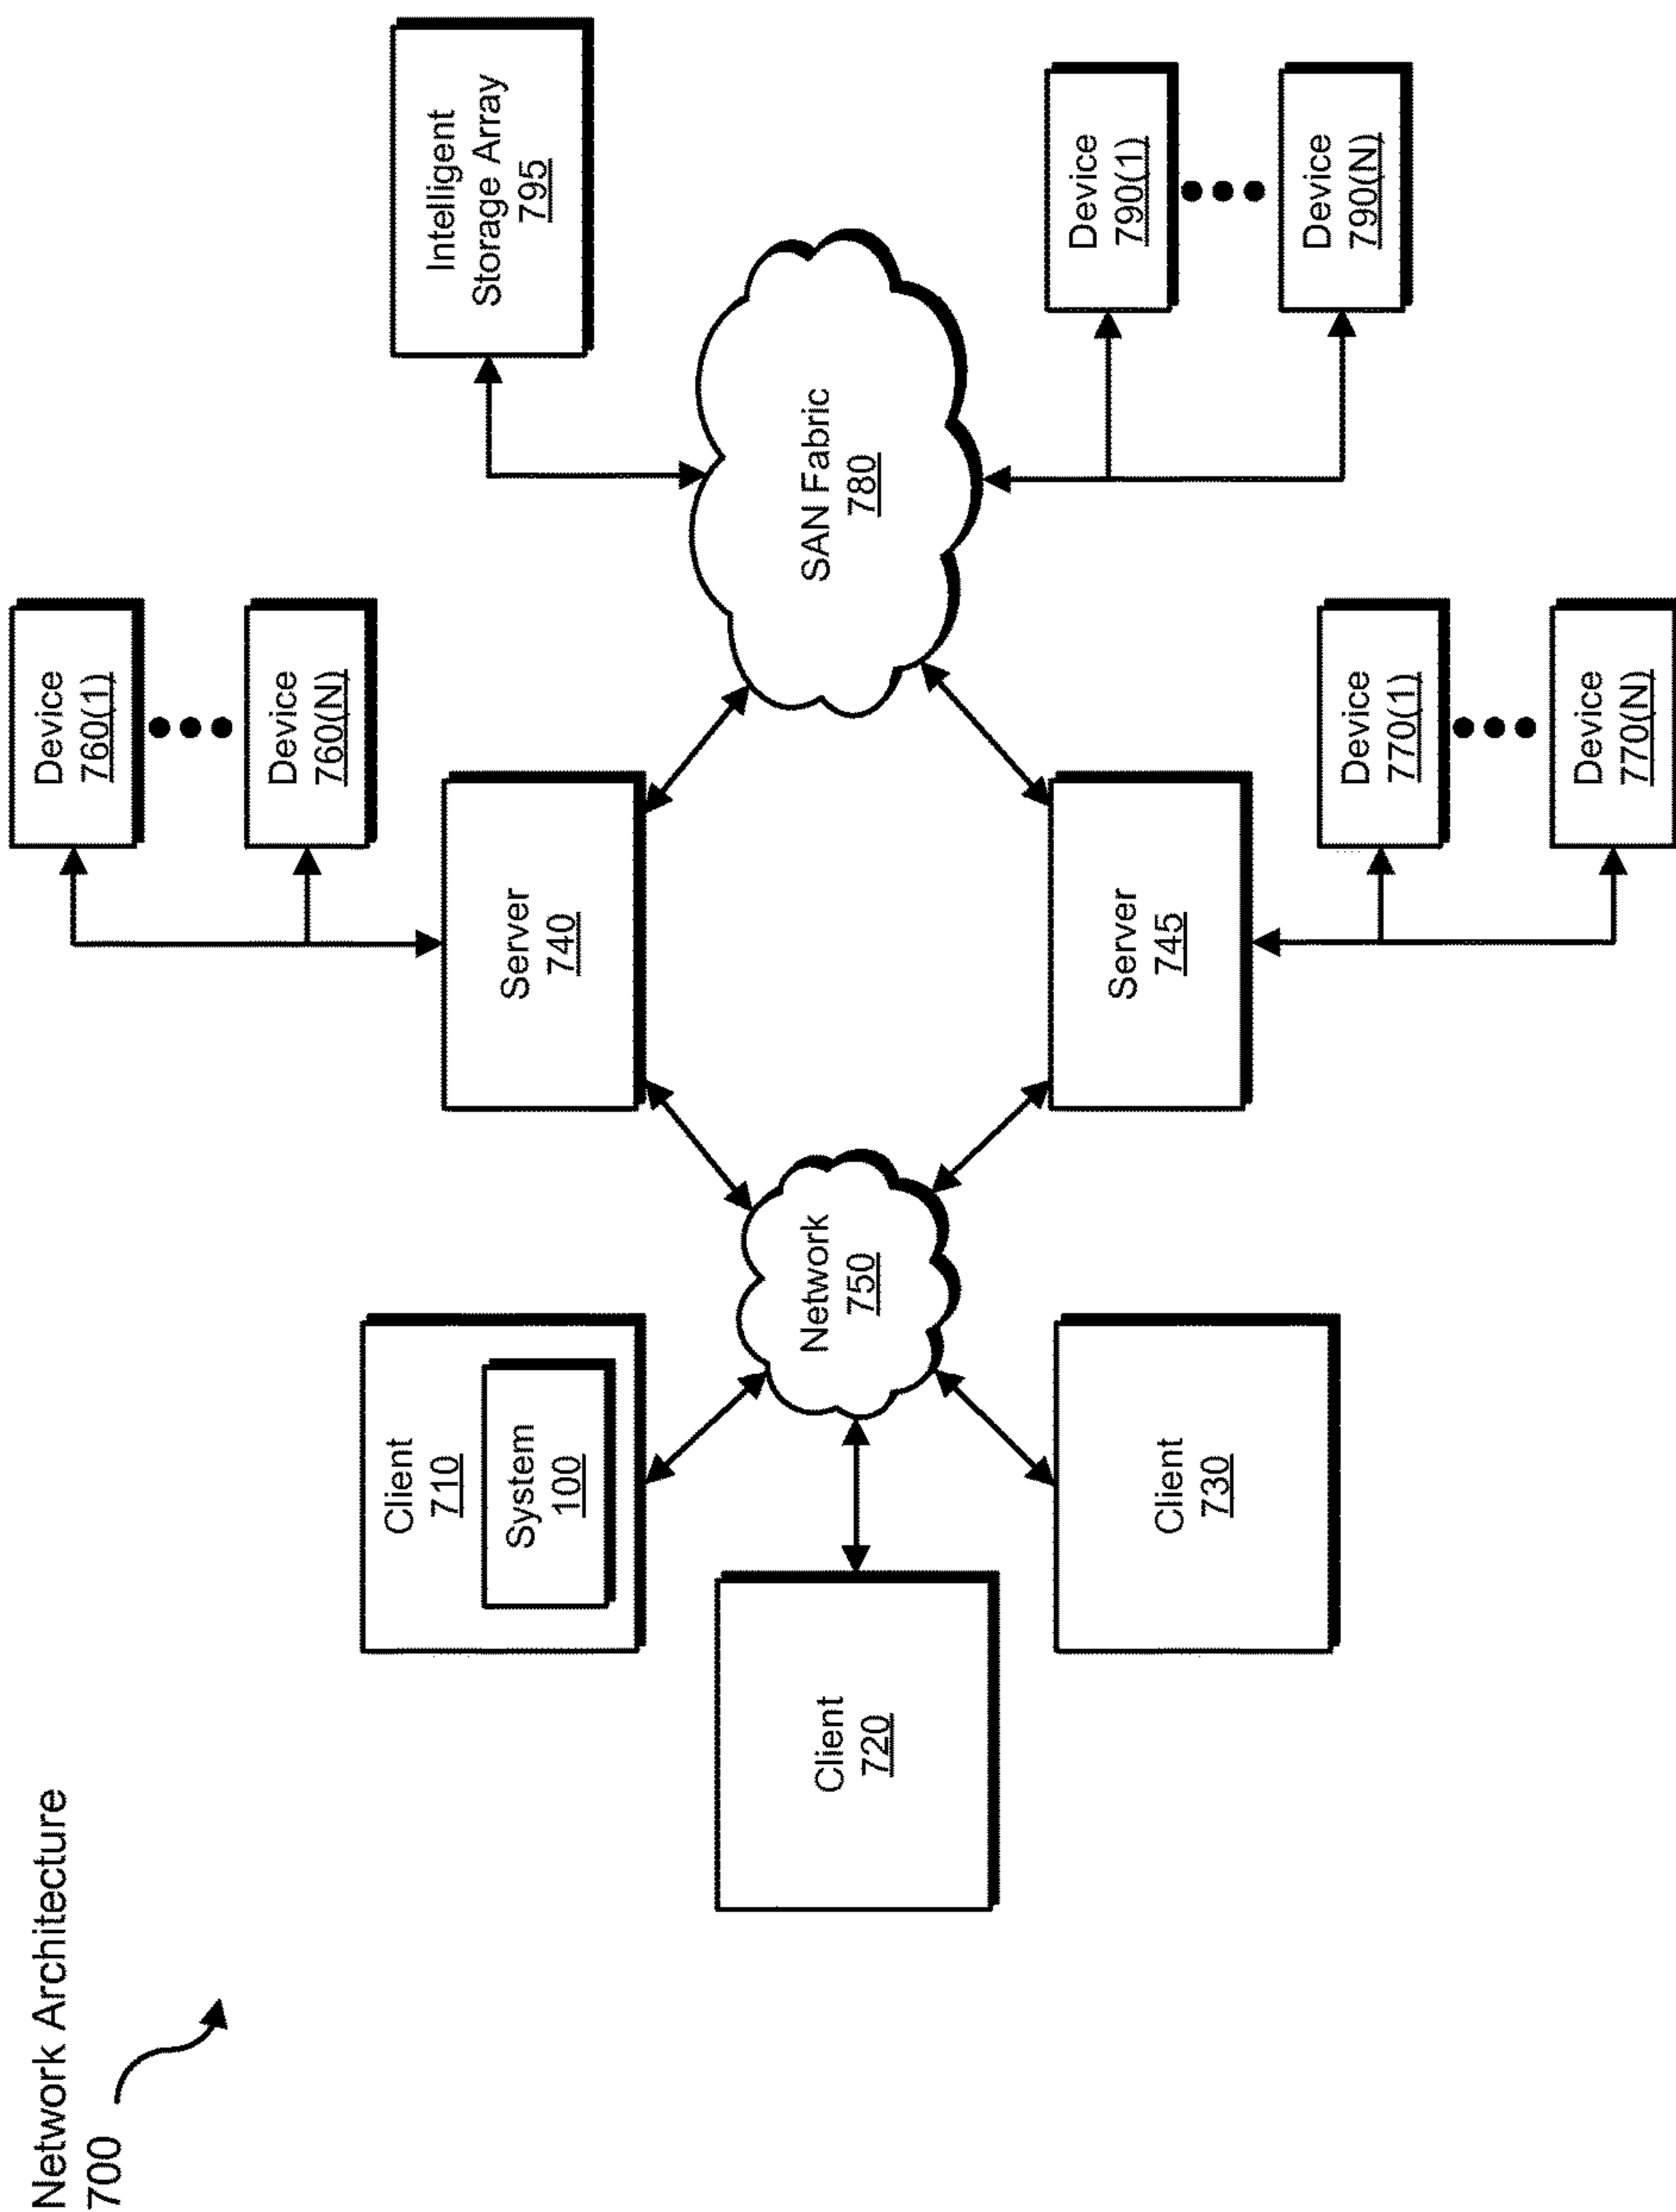 Network Architecture
700
Client
710
System
100
Client
720
Client
730
Network
750
Device
760(1)
Device
760(N)
Server
740
Server
745
Device
770(1)
Device
770(N)
Intelligent
Storage Array
795
SAN Fabric
780
Device
790(1)
Device
790(N)